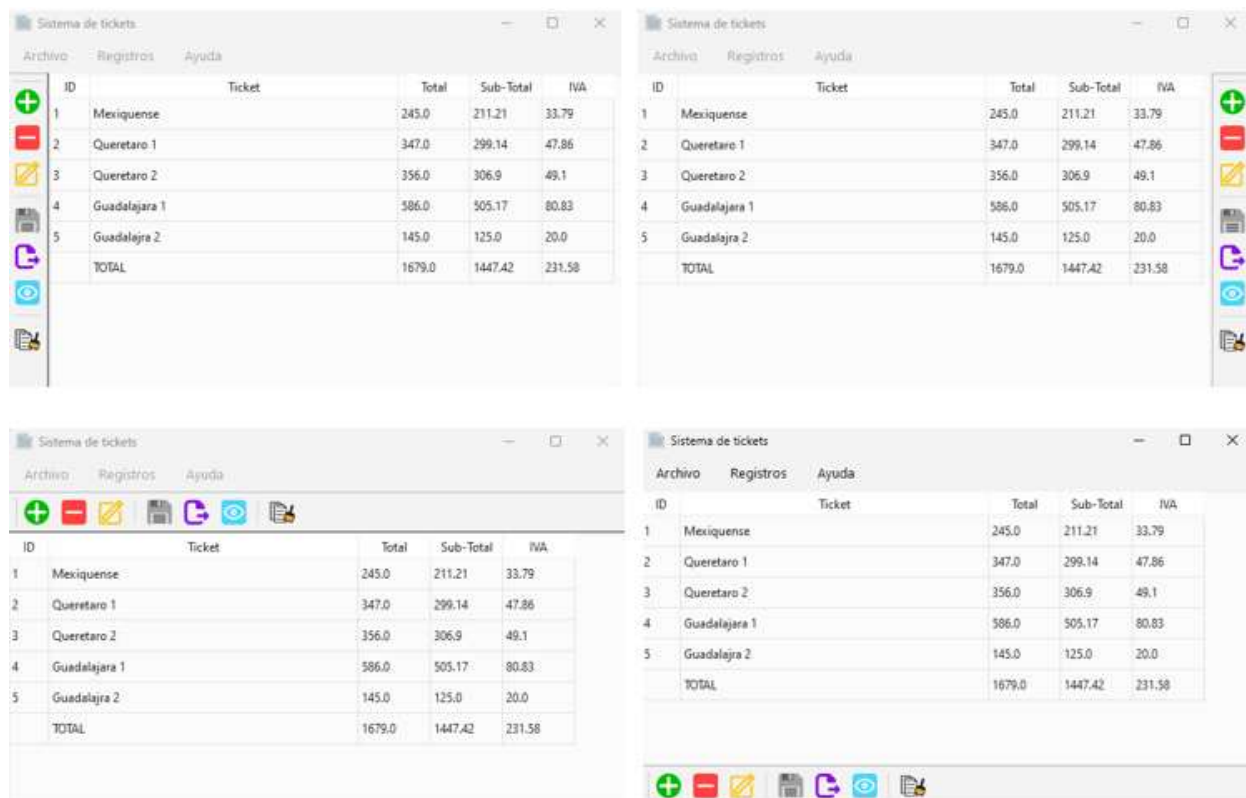 Sistema de tickets
Archivo Registros Ayuda
ID Ticket Total Sub-Total IVA
1 Mexiquense 245.0 211.21 33.79
2 Queretaro 1 347.0 299.14 47.86
3 Queretaro 2 356.0 306.9 49.1
4 Guadalajara 1 586.0 505.17 80.83
5 Guadalajra 2 145.0 125.0 20.0
TOTAL 1679.0 1447.42 231.58
Sistema de tickets
Archivo Registros Ayuda
ID Ticket Total Sub-Total IVA
1 Mexiquense 245.0 211.21 33.79
2 Queretaro 1 347.0 299.14 47.86
3 Queretaro 2 356.0 306.9 49.1
4 Guadalajara 1 586.0 505.17 80.83
5 Guadalajra 2 145.0 125.0 20.0
TOTAL 1679.0 1447.42 231.58
Sistema de tickets
Archivo Registros Ayuda
ID Ticket Total Sub-Total IVA
1 Mexiquense 245.0 211.21 33.79
2 Queretaro 1 347.0 299.14 47.86
3 Queretaro 2 356.0 306.9 49.1
4 Guadalajara 1 586.0 505.17 80.83
5 Guadalajra 2 145.0 125.0 20.0
TOTAL 1679.0 1447.42 231.58
Sistema de tickets
Archivo Registros Ayuda
ID Ticket Total Sub-Total IVA
1 Mexiquense 245.0 211.21 33.79
2 Queretaro 1 347.0 299.14 47.86
3 Queretaro 2 356.0 306.9 49.1
4 Guadalajara 1 586.0 505.17 80.83
5 Guadalajra 2 145.0 125.0 20.0
TOTAL 1679.0 1447.42 231.58